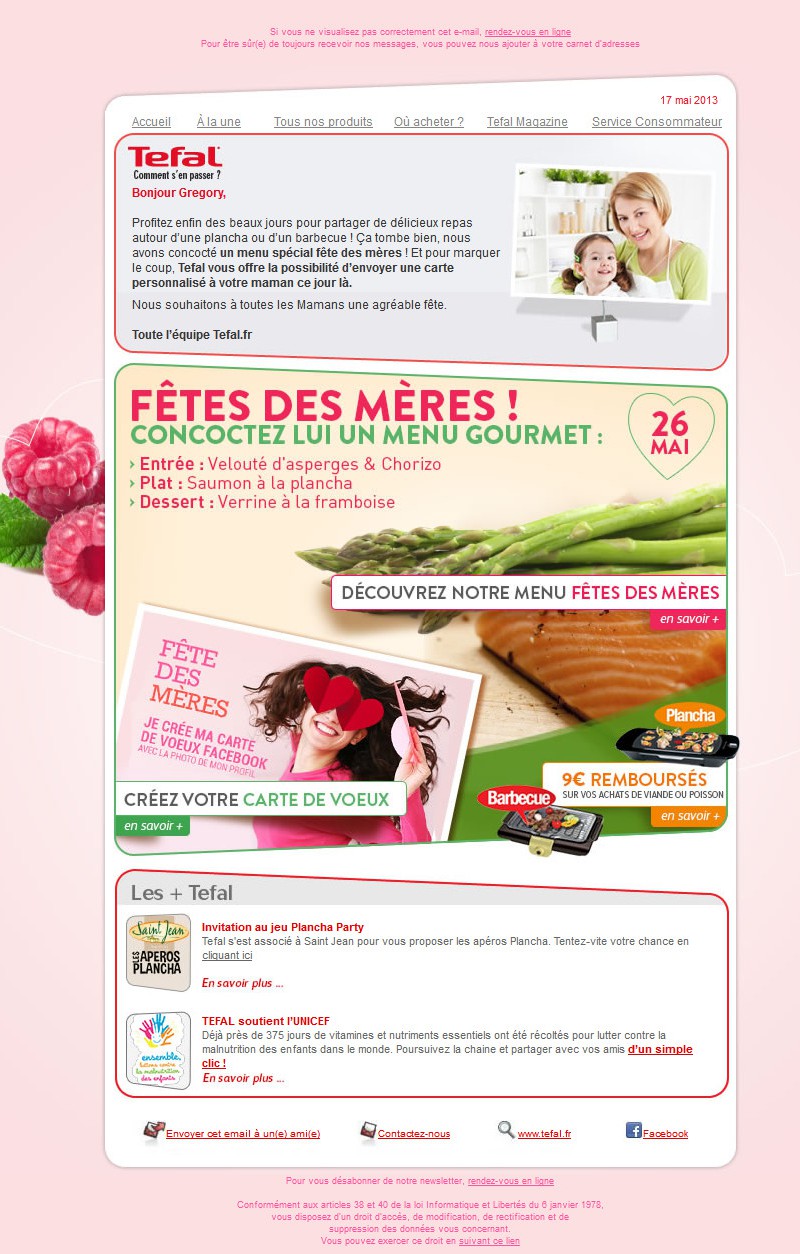 Si vous ne visualisez pas correctement cet e-mail, rendez-vous en ligne
Pour être sûr(e) de toujours recevoir nos messages, vous pouvez nous ajouter à votre carnet d'adresses
17 mai 2013
Accueil À la une Tous nos produits Où acheter ? Tefal Magazine Service Consommateur
Tefal
Comment s'en passer ?
Bonjour Gregory,
Profitez enfin des beaux jours pour partager de délicieux repas
autour d'une plancha ou d'un barbecue ! Ça tombe bien, nous
avons concocté un menu spécial fête des mères ! Et pour marquer
le coup, Tefal vous offre la possibilité d'envoyer une carte
personnalisé à votre maman ce jour là.
Nous souhaitons à toutes les Mamans une agréable fête.
Toute l'équipe Tefal.fr
FÊTES DES MÈRES !
CONCOCTEZ LUI UN MENU GOURMET :
› Entrée : Velouté d'asperges & Chorizo
› Plat : Saumon à la plancha
› Dessert : Verrine à la framboise
26
MAI
DÉCOUVREZ NOTRE MENU FÊTES DES MÈRES
en savoir +
FÊTE
DES
MÈRES
JE CRÉE MA CARTE
DE VOEUX FACEBOOK
AVEC LA PHOTO DE MON PROFIL
CRÉEZ VOTRE CARTE DE VOEUX
en savoir +
Plancha
9€ REMBOURSÉS
SUR VOS ACHATS DE VIANDE OU POISSON
Barbecue
en savoir +
Les + Tefal
Saint Jean
LES APEROS
PLANCHA
Invitation au jeu Plancha Party
Tefal s'est associé à Saint Jean pour vous proposer les apéros Plancha. Tentez-vite votre chance en
cliquant ici
En savoir plus ...
ensemble,
luttons contre
la malnutrition
des enfants
TEFAL soutient l'UNICEF
Déjà près de 375 jours de vitamines et nutriments essentiels ont été récoltés pour lutter contre la
malnutrition des enfants dans le monde. Poursuivez la chaine et partager avec vos amis d'un simple
clic !
En savoir plus ...
Envoyer cet email à un(e) ami(e) Contactez-nous www.tefal.fr Facebook
Pour vous désabonner de notre newsletter, rendez-vous en ligne
Conformément aux articles 38 et 40 de la loi Informatique et Libertés du 6 janvier 1978,
vous disposez d'un droit d'accés, de modification, de rectification et de
suppression des données vous concernant.
Vous pouvez exercer ce droit en suivant ce lien